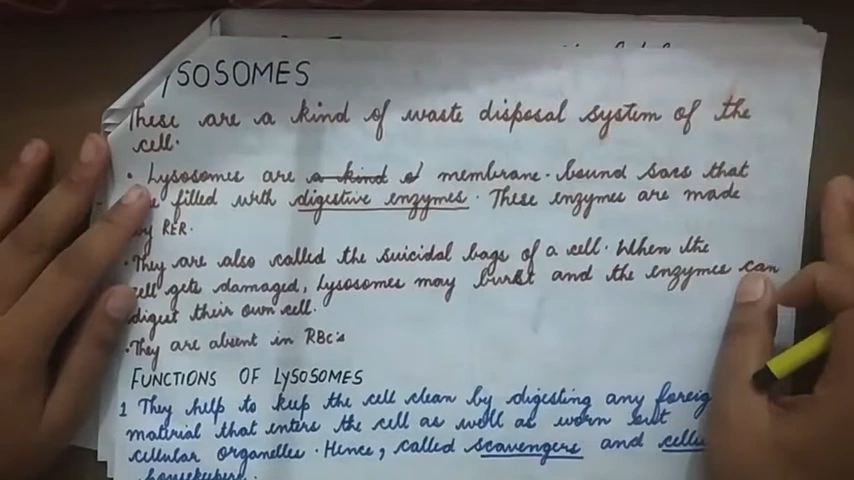 YSOSOMES
These are a kind of waste disposal system of the
cell.
• Lysosomes are a kind of membrane-bound sacs that
filled with digestive enzymes. These enzymes are made
by RER.
• They are also called the suicidal bags of a cell. When the
cell gets damaged, lysosomes may burst and the enzymes can
digest their own cell.
• They are absent in RBC's
FUNCTIONS OF LYSOSOMES
1 They help to keep the cell clean by digesting any foreig
material that enters the cell as well as worn out
cellular organelles. Hence, called scavengers and cellu
housekeepers.